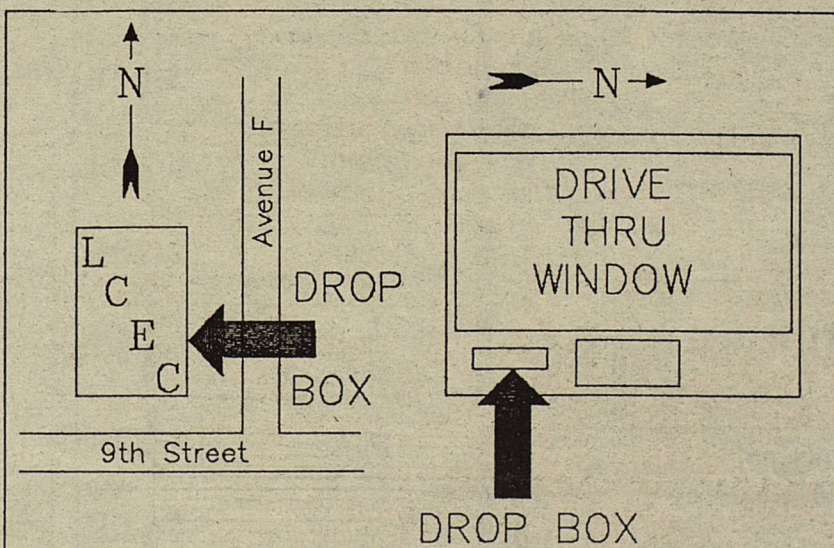 N
Avenue F
L
C
E
C
DROP
BOX
9th Street
N
DRIVE
THRU
WINDOW
DROP BOX